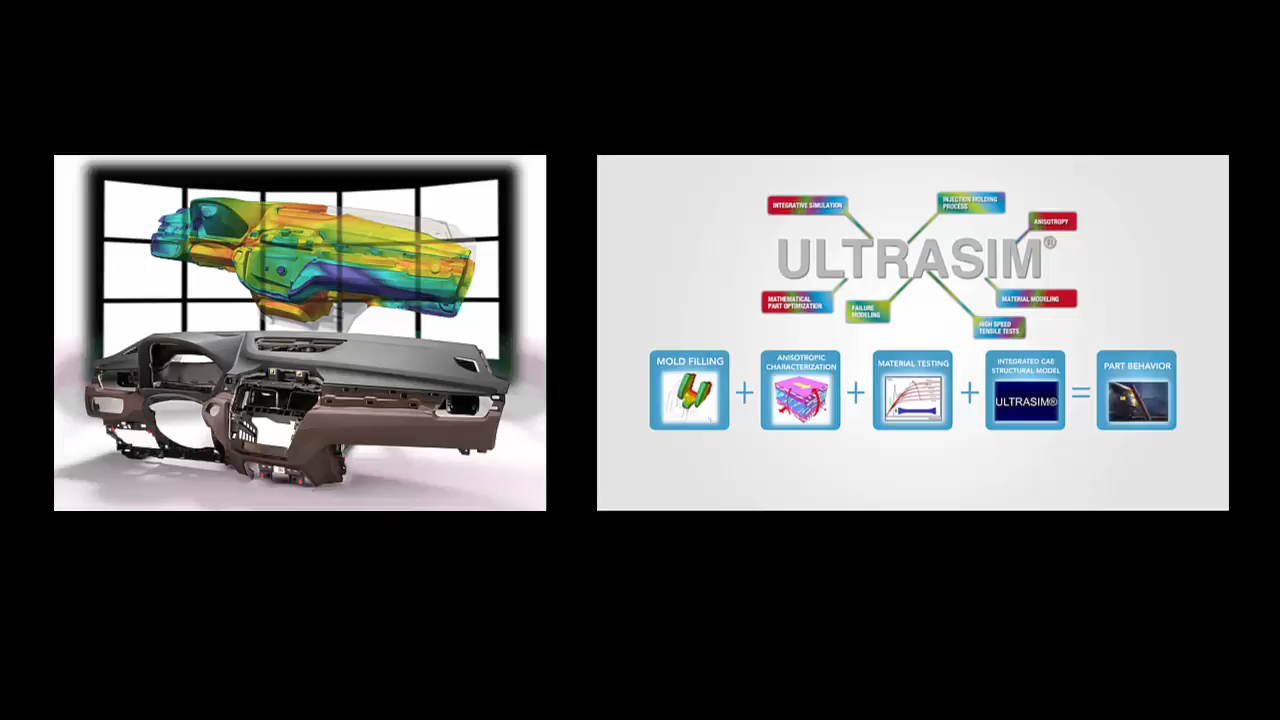 INTEGRATIVE SIMULATION
INJECTION MOLDING
PROCESS
ANISOTROPY
ULTRASIM®
MATHEMATICAL
PART OPTIMIZATION
FAILURE
MODELING
MATERIAL MODELING
HIGH SPEED
TENSILE TESTS
MOLD FILLING
+
ANISOTROPIC
CHARACTERIZATION
+
MATERIAL TESTING
+
INTEGRATED CAE
STRUCTURAL MODEL
ULTRASIM®
=
PART BEHAVIOR